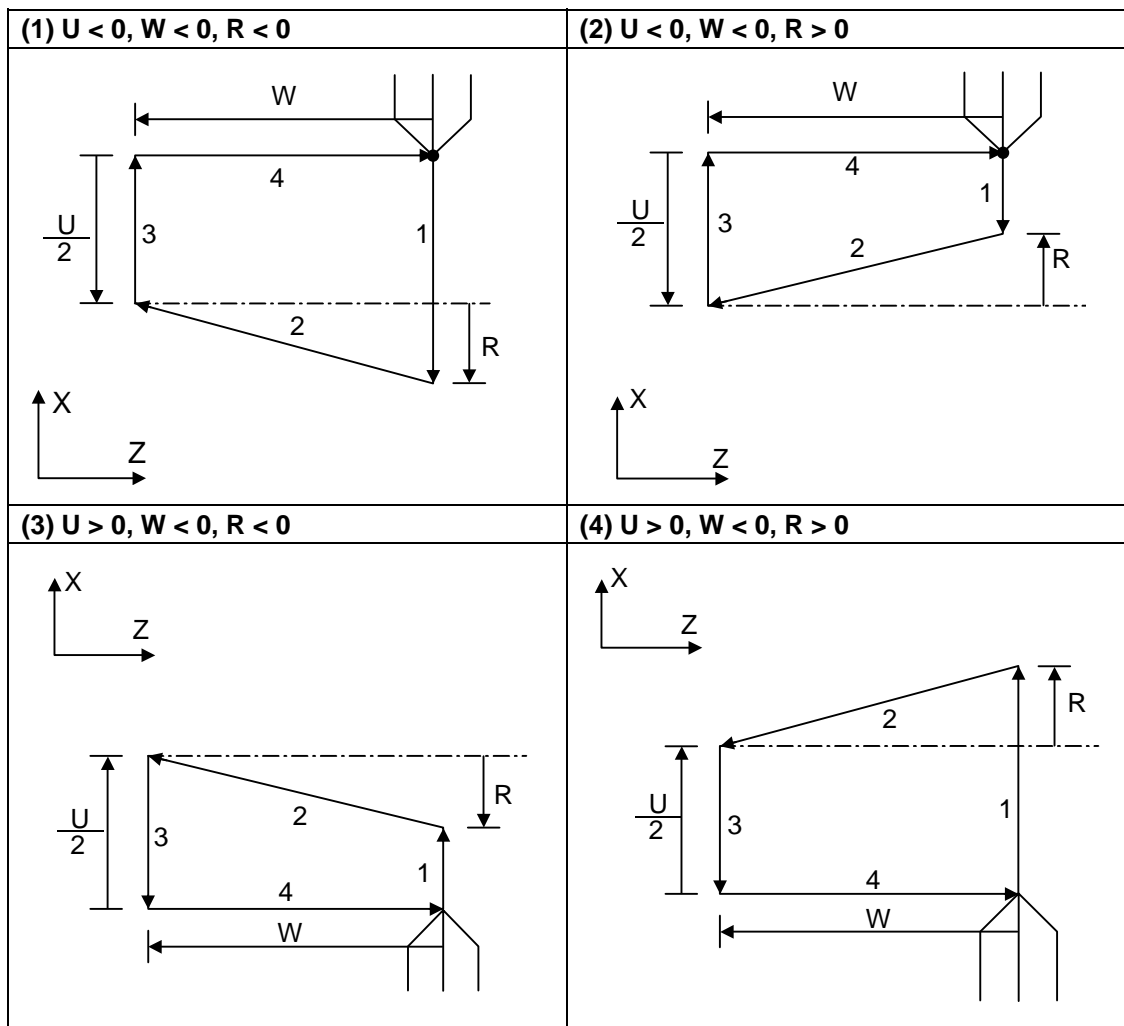 (1) U < 0, W < 0, R < 0
W
4
U
2
3
1
2
R
X
Z
(2) U < 0, W < 0, R > 0
W
4
1
U
2
3
2
R
X
Z
(3) U > 0, W < 0, R < 0
X
Z
R
2
U
2
3
1
4
W
(4) U > 0, W < 0, R > 0
X
Z
R
2
U
2
3
1
4
W